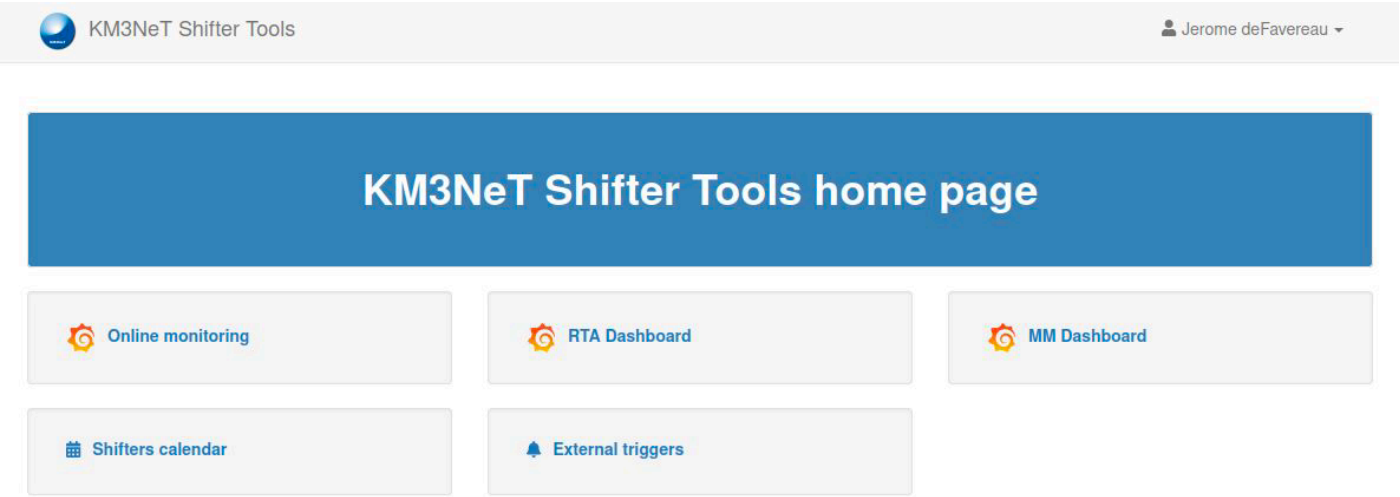 KM3NeT Shifter Tools
Jerome deFavereau
KM3NeT Shifter Tools home page
Online monitoring
RTA Dashboard
MM Dashboard
Shifters calendar
External triggers